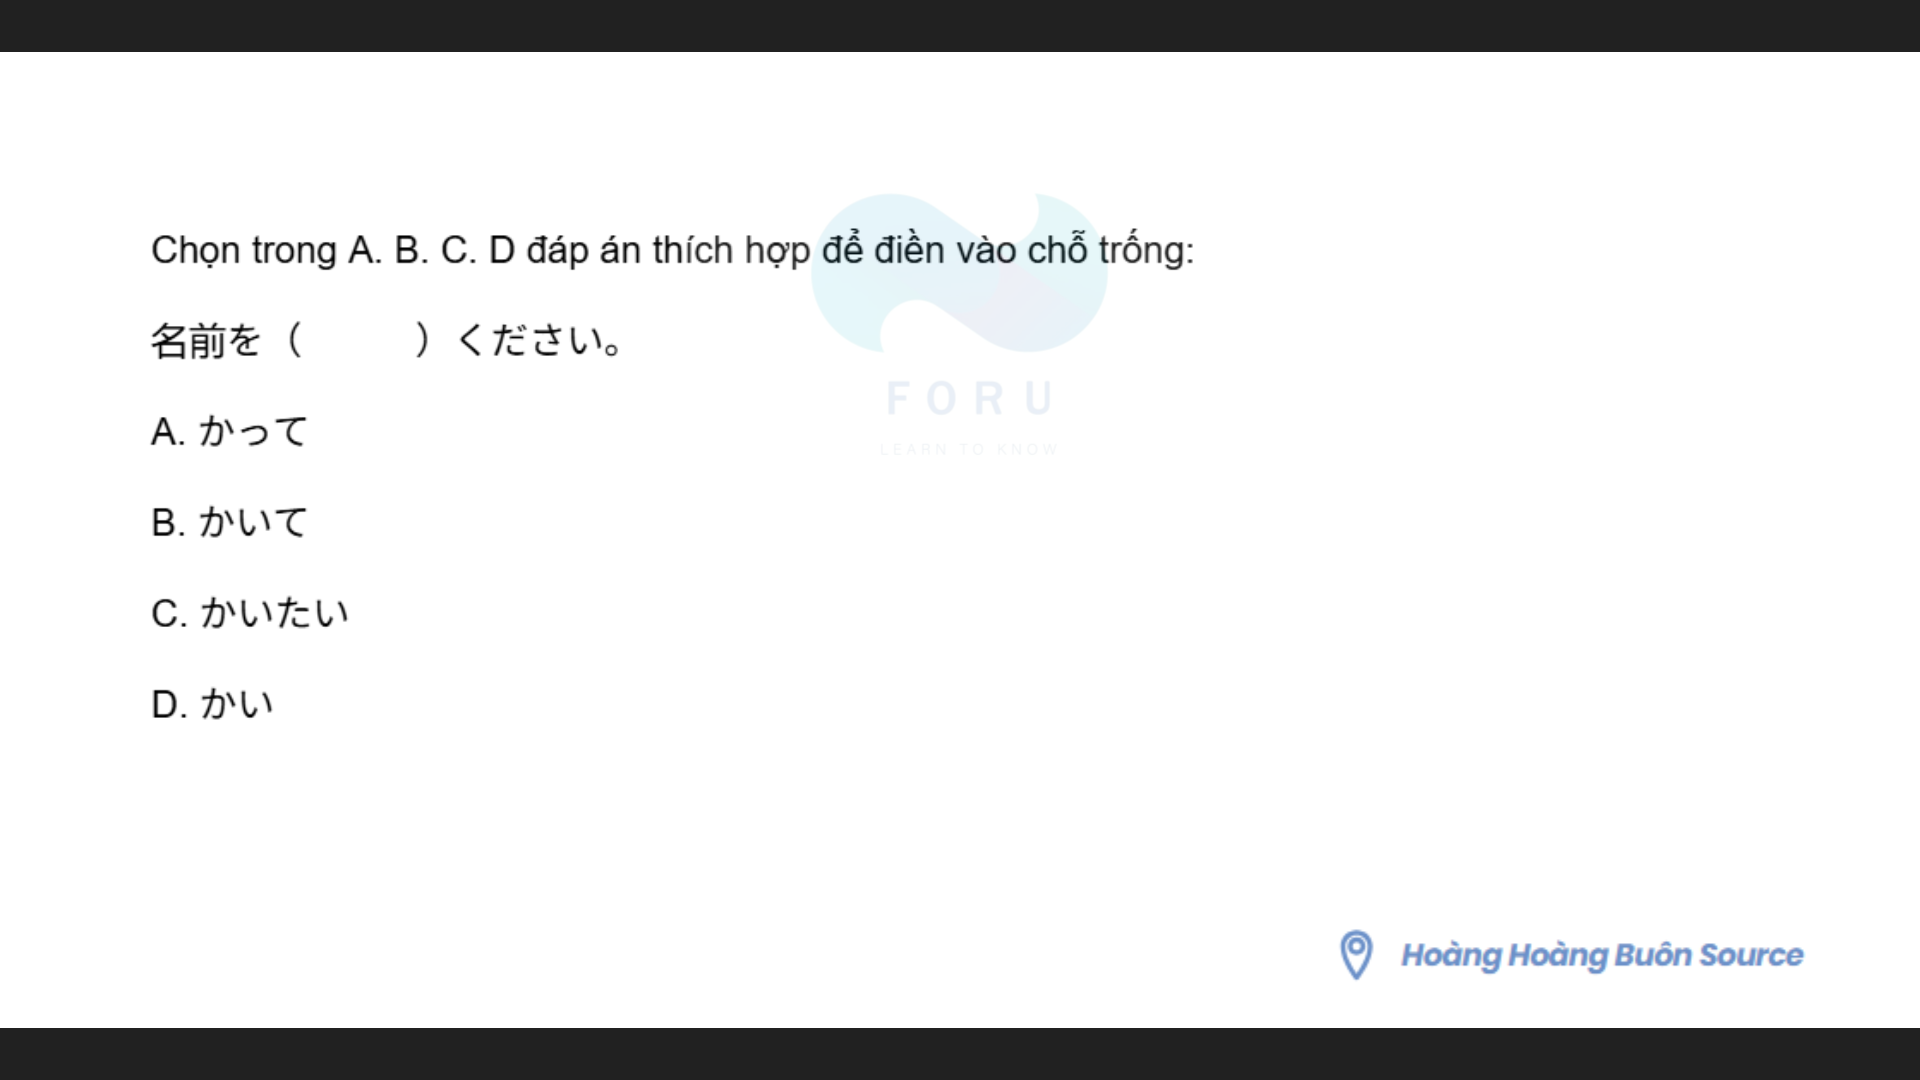 Chọn trong A. B. C. D đáp án thích hợp để điền vào chỗ trống:
名前を（　　　）ください。
A. かって
B. かいて
C. かいたい
D. かい
FORU
LEARN TO KNOW
Hoàng Hoàng Buôn Source